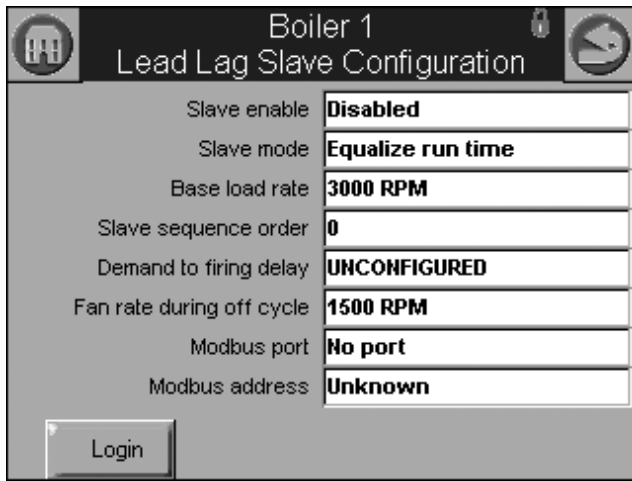 Boiler 1
Lead Lag Slave Configuration
Slave enable Disabled
Slave mode Equalize run time
Base load rate 3000 RPM
Slave sequence order 0
Demand to firing delay UNCONFIGURED
Fan rate during off cycle 1500 RPM
Modbus port No port
Modbus address Unknown
Login